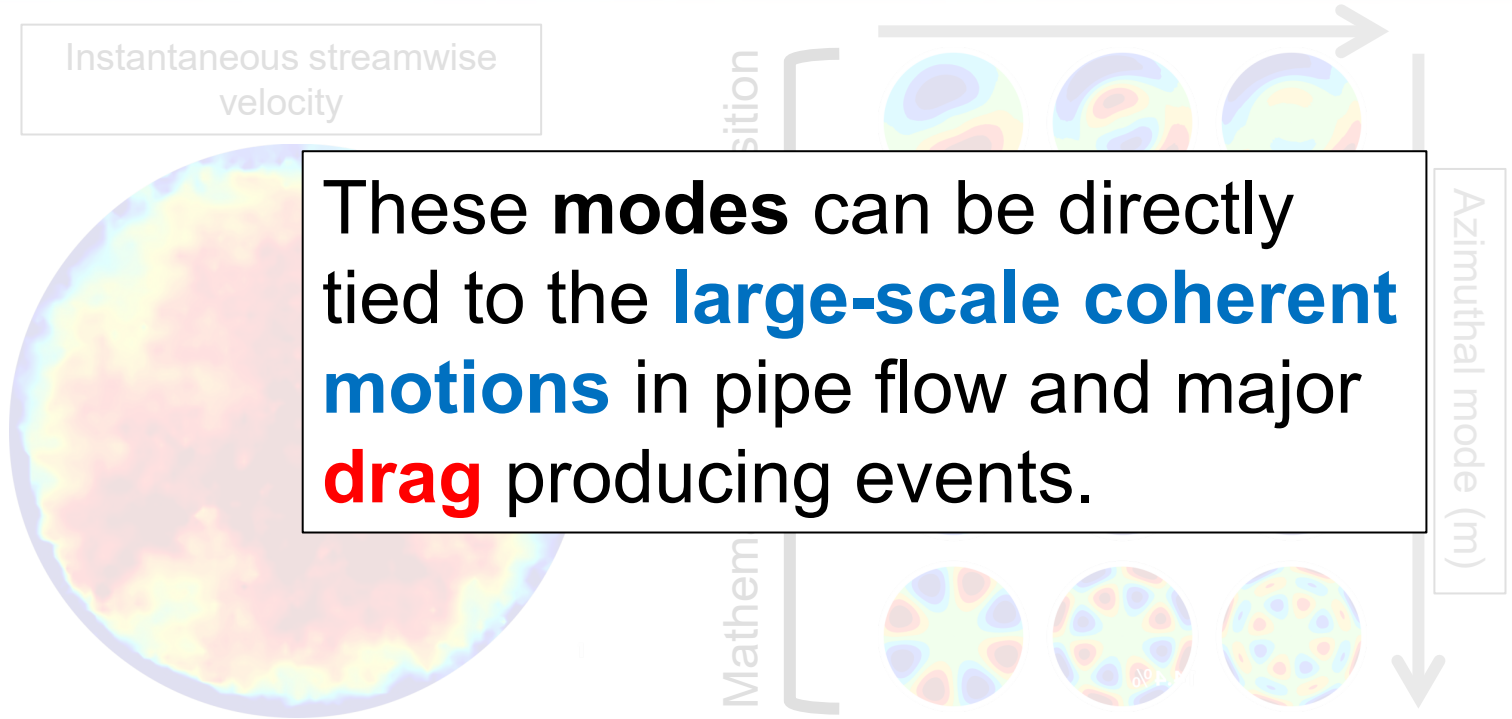 Instantaneous streamwise
velocity
These modes can be directly
tied to the large-scale coherent
motions in pipe flow and major
drag producing events.
Azimuthal mode (m)